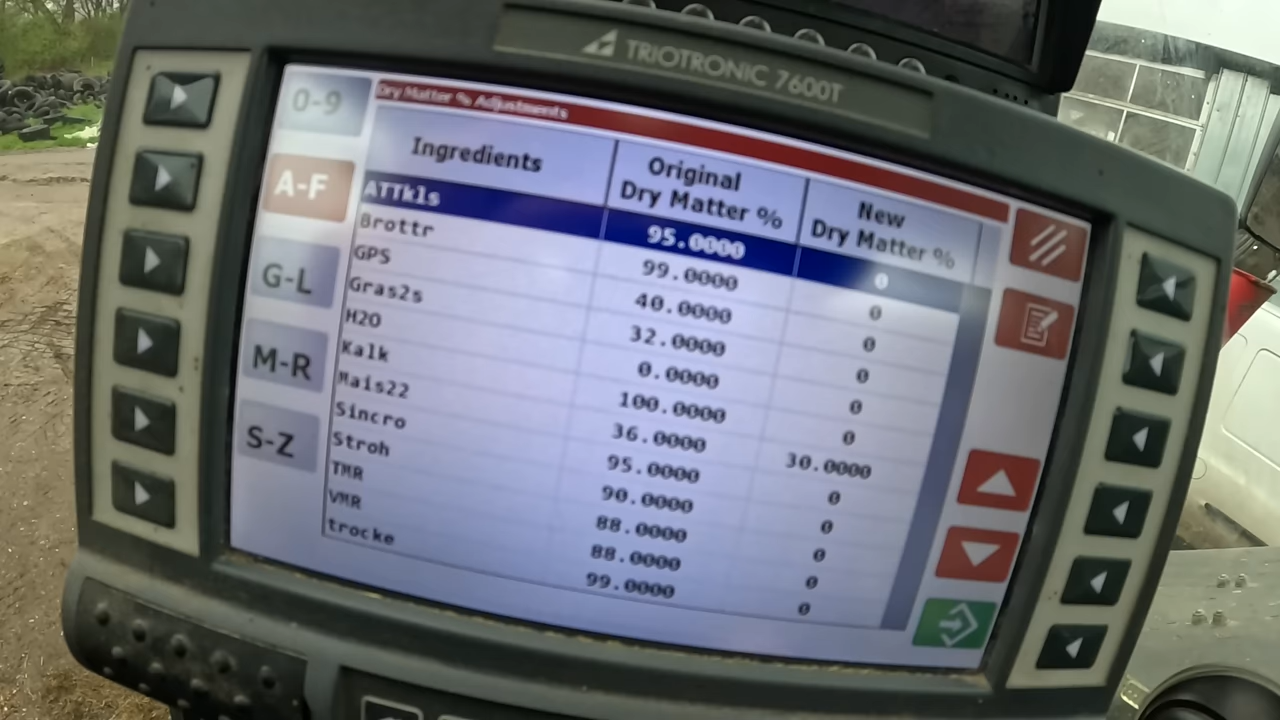 TRIOTRONIC 7600T
Dry Matter % Adjustments
0-9
A-F
G-L
M-R
S-Z
Ingredients Original Dry Matter % New Dry Matter %
ATTkls 95.0000 0
Brottr 99.0000 0
GPS 40.0000 0
Gras2s 32.0000 0
H2O 0.0000 0
Kalk 100.0000 0
Mais22 36.0000 30.0000
Sincro 95.0000 0
Stroh 90.0000 0
TMR 88.0000 0
VMR 88.0000 0
trocke 99.0000 0